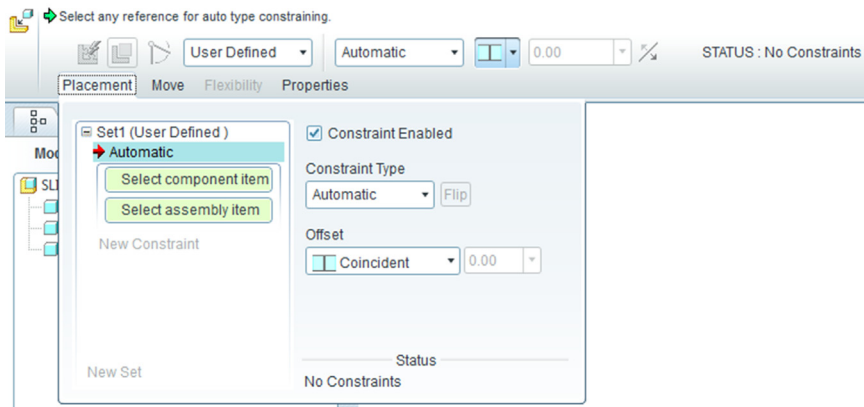 Select any reference for auto type constraining.
User Defined Automatic 0.00 STATUS : No Constraints
Placement Move Flexibility Properties
Set1 (User Defined ) Constraint Enabled
Automatic
Constraint Type
Select component item
Automatic Flip
Select assembly item
Offset
New Constraint
Coincident 0.00
Status
New Set
No Constraints